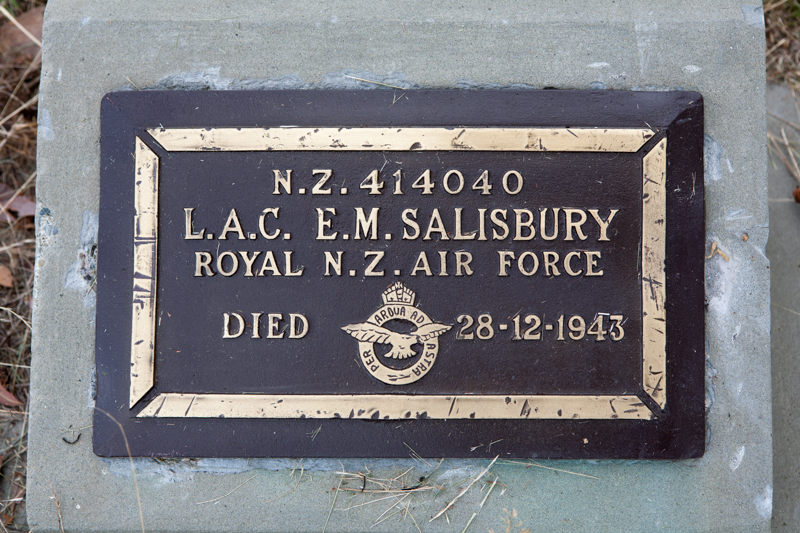 N.Z. 414040
L.A.C. E.M. SALISBURY
ROYAL N.Z. AIR FORCE
DIED 28-12-1943
PER ARDUA AD ASTRA